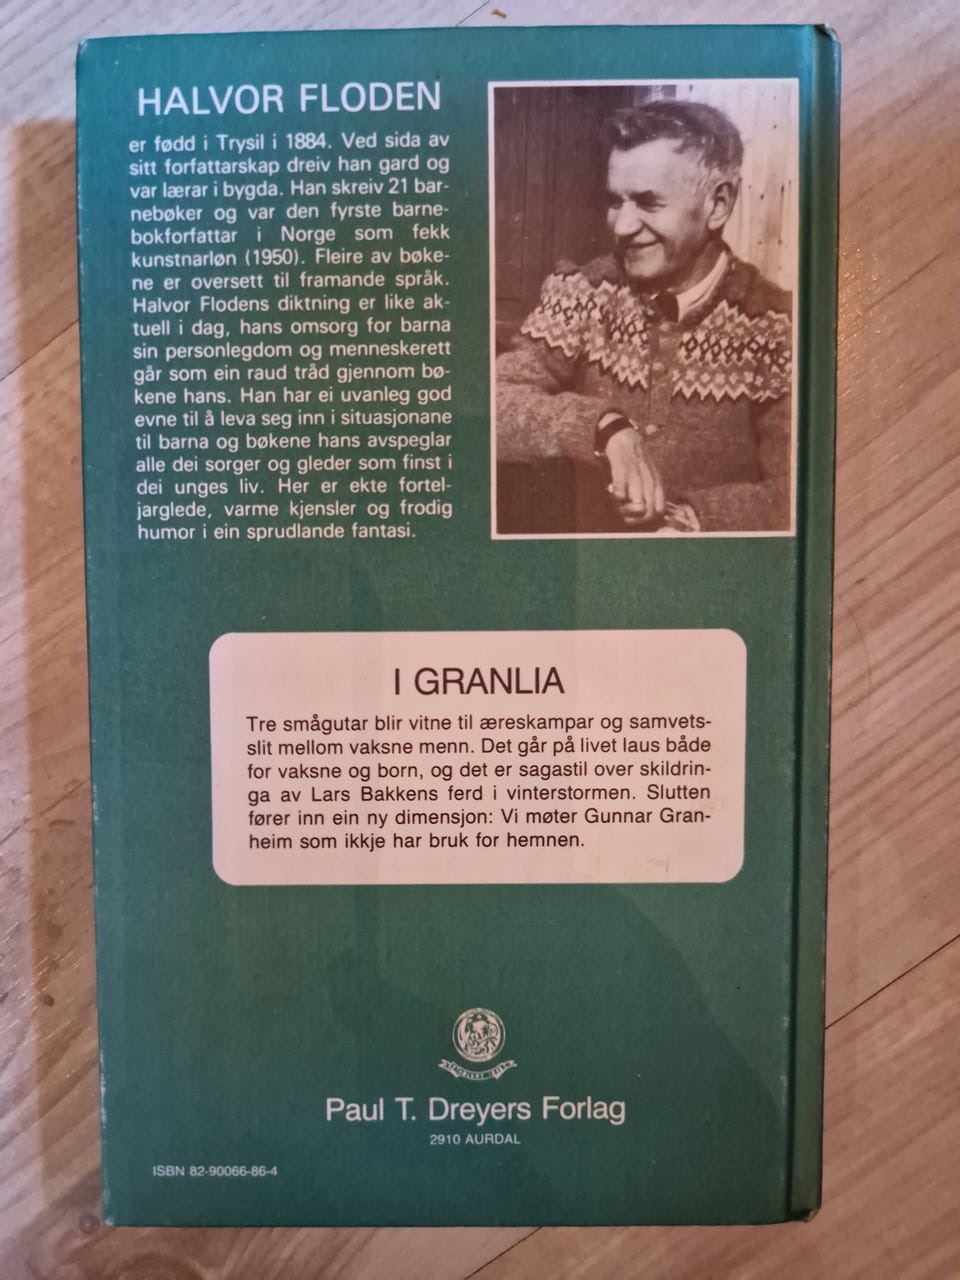 HALVOR FLODEN
er fødd i Trysil i 1884. Ved sida av
sitt forfattarskap dreiv han gard og
var lærar i bygda. Han skreiv 21 bar-
nebøker og var den fyrste barne-
bokforfattar i Norge som fekk
kunstnarløn (1950). Fleire av bøke-
ne er oversett til framande språk.
Halvor Flodens diktning er like ak-
tuell i dag, hans omsorg for barna
sin personlegdom og menneskerett
går som ein raud tråd gjennom bø-
kene hans. Han har ei uvanleg god
evne til å leva seg inn i situasjonane
til barna og bøkene hans avspeglar
alle dei sorger og gleder som finst i
dei unges liv. Her er ekte fortel-
jarglede, varme kjensler og frodig
humor i ein sprudlande fantasi.
I GRANLIA
Tre smågutar blir vitne til æreskampar og samvets-
slit mellom vaksne menn. Det går på livet laus både
for vaksne og born, og det er sagastil over skildrin-
ga av Lars Bakkens ferd i vinterstormen. Slutten
fører inn ein ny dimensjon: Vi møter Gunnar Gran-
heim som ikkje har bruk for hemnen.
Paul T. Dreyers Forlag
2910 AURDAL
ISBN 82-90066-86-4